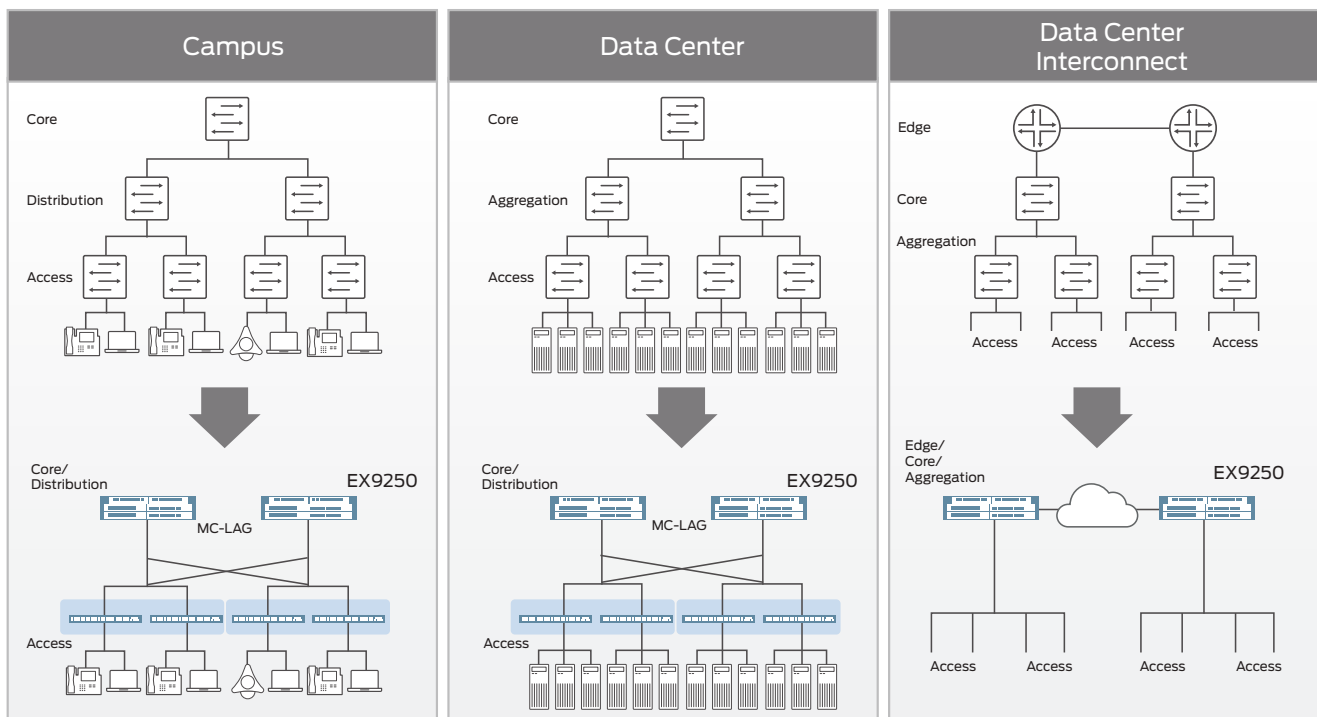 Campus
Core
Distribution
Access
Core/
Distribution
EX9250
MC-LAG
Access
Data Center
Core
Aggregation
Access
Core/
Distribution
EX9250
MC-LAG
Access
Data Center
Interconnect
Edge
Core
Aggregation
Access Access Access Access
Edge/
Core/
Aggregation
EX9250
Access Access Access Access